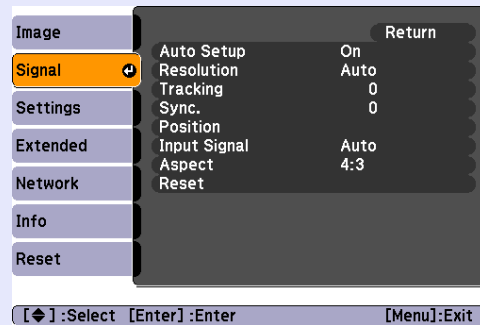 Image
Signal
Settings
Extended
Network
Info
Reset
Return
Auto Setup On
Resolution Auto
Tracking 0
Sync. 0
Position
Input Signal Auto
Aspect 4:3
Reset
[◆] :Select [Enter] :Enter [Menu]:Exit